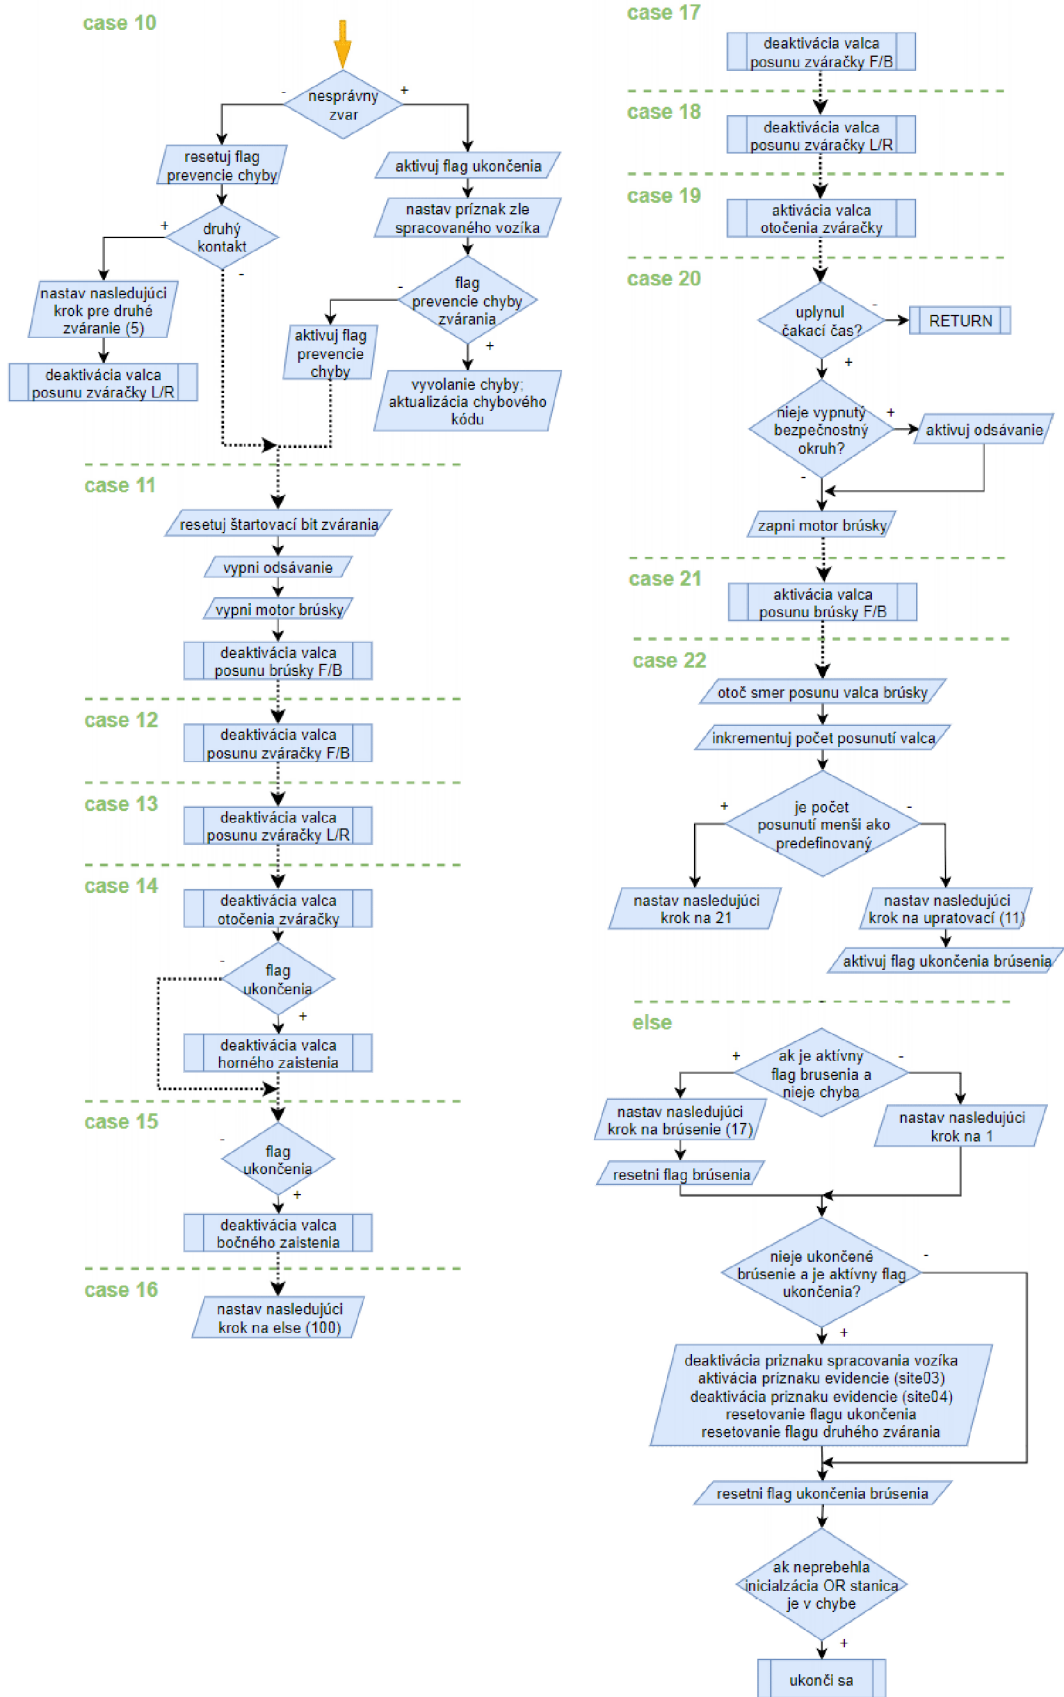 case 10
nesprávny
zvar
-
+
resetuj flag
prevencie chyby
aktivuj flag ukončenia
nastav príznak zle
spracovaného vozíka
druhý
kontakt
+
-
nastav nasledujúci
krok pre druhé
zváranie (5)
deaktivácia valca
posunu zváračky L/R
flag
prevencie chyby
zvárania
-
+
aktivuj flag
prevencie
chyby
vyvolanie chyby;
aktualizácia chybového
kódu
case 11
resetuj štartovací bit zvárania
vypni odsávanie
vypni motor brúsky
deaktivácia valca
posunu brúsky F/B
case 12
deaktivácia valca
posunu zváračky F/B
case 13
deaktivácia valca
posunu zváračky L/R
case 14
deaktivácia valca
otočenia zváračky
flag
ukončenia
-
+
deaktivácia valca
horného zaistenia
case 15
flag
ukončenia
-
+
deaktivácia valca
bočného zaistenia
case 16
nastav nasledujúci
krok na else (100)
case 17
deaktivácia valca
posunu zváračky F/B
case 18
deaktivácia valca
posunu zváračky L/R
case 19
aktivácia valca
otočenia zváračky
case 20
uplynul
čakací čas?
-
RETURN
+
nieje vypnutý
bezpečnostný
okruh?
+
aktivuj odsávanie
-
zapni motor brúsky
case 21
aktivácia valca
posunu brúsky F/B
case 22
otoč smer posunu valca brúsky
inkrementuj počet posunutí valca
je počet
posunutí menši ako
predefinovaný
+
-
nastav nasledujúci
krok na 21
nastav nasledujúci
krok na upratovací (11)
aktivuj flag ukončenia brúsenia
else
ak je aktívny
flag brusenia a
nieje chyba
+
-
nastav nasledujúci
krok na brúsenie (17)
nastav nasledujúci
krok na 1
resetni flag brúsenia
nieje ukončené
brúsenie a je aktívny flag
ukončenia?
-
+
deaktivácia priznaku spracovania vozíka
aktivácia priznaku evidencie (site03)
deaktivácia priznaku evidencie (site04)
resetovanie flagu ukončenia
resetovanie flagu druhého zvárania
resetni flag ukončenia brúsenia
ak neprebehla
inicialzácia OR stanica
je v chybe
+
ukonči sa